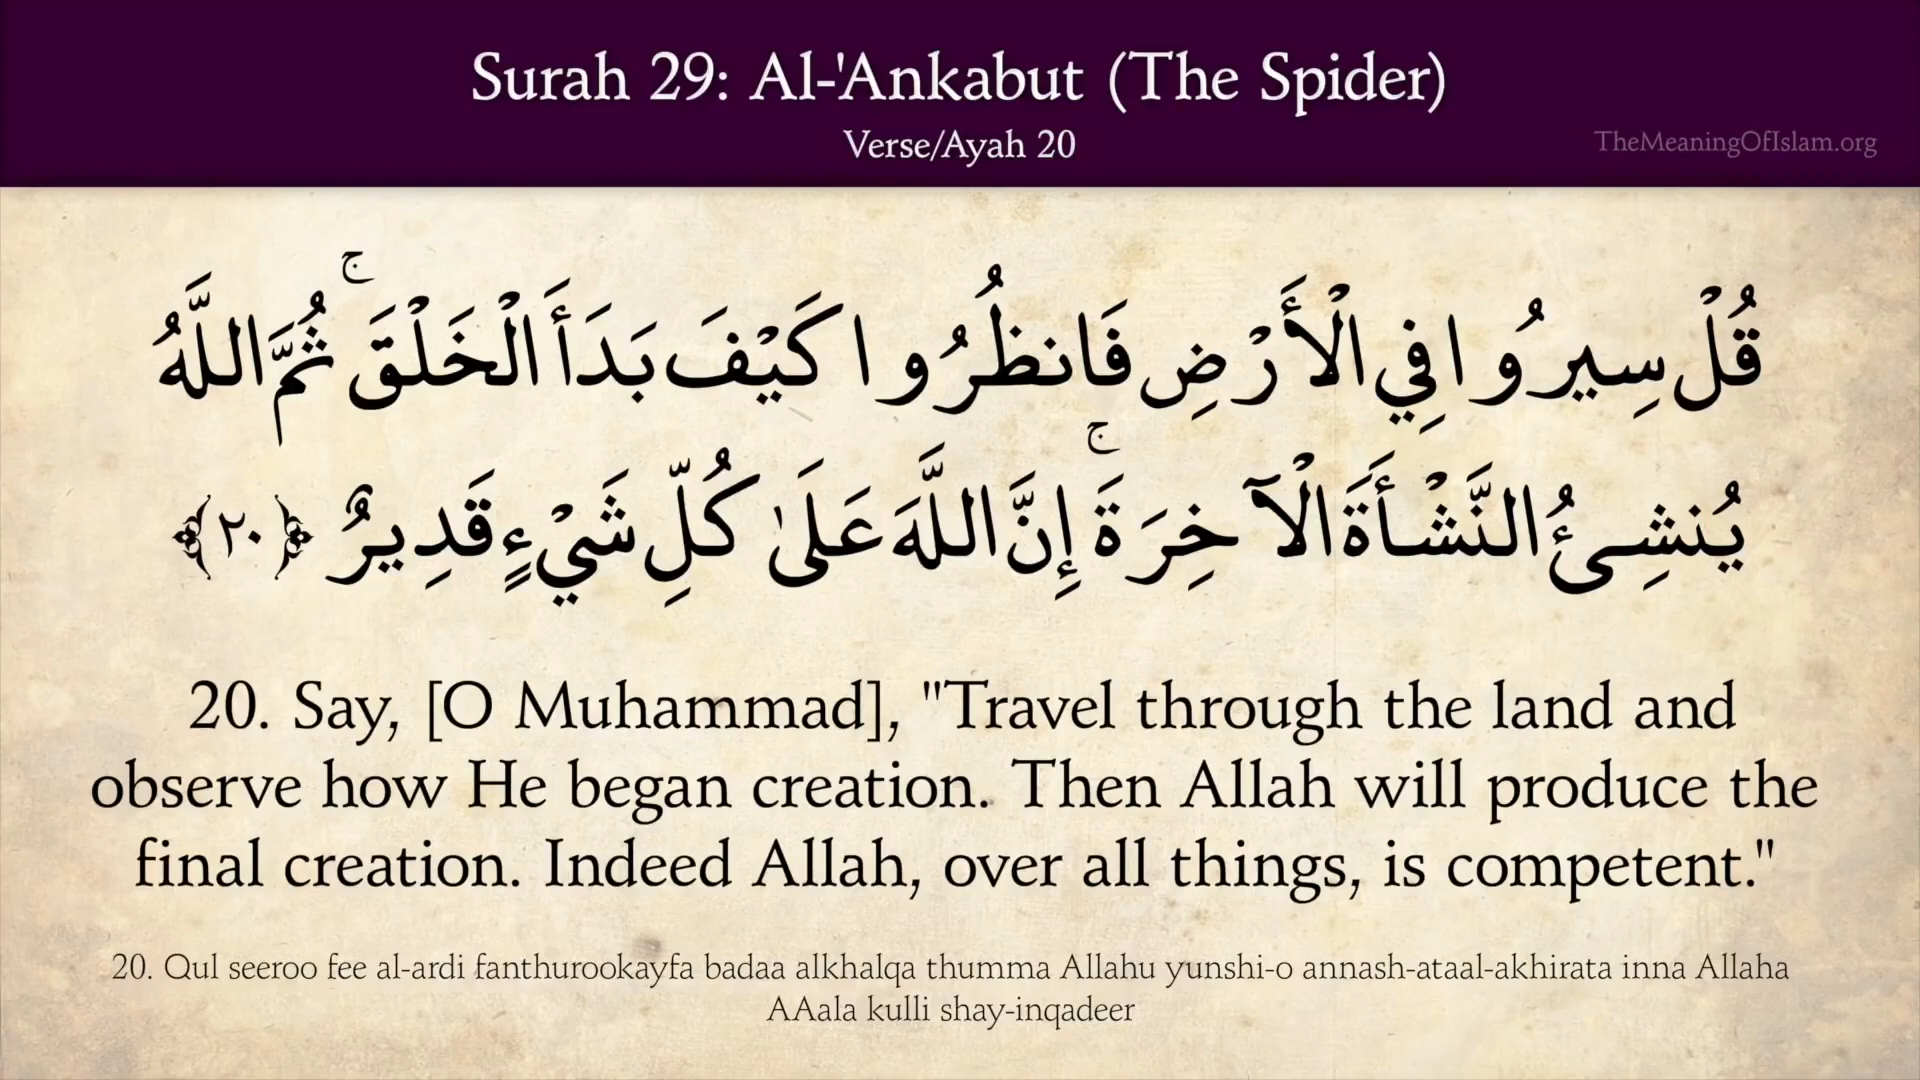 Surah 29: Al-'Ankabut (The Spider)
Verse/Ayah 20
TheMeaningOfIslam.org
قُلْ سِيرُوا فِي الْأَرْضِ فَانظُرُوا كَيْفَ بَدَأَ الْخَلْقَ ۚ ثُمَّ اللَّهُ
يُنشِئُ النَّشْأَةَ الْآخِرَةَ ۚ إِنَّ اللَّهَ عَلَىٰ كُلِّ شَيْءٍ قَدِيرٌ ﴿٢٠﴾
20. Say, [O Muhammad], "Travel through the land and
observe how He began creation. Then Allah will produce the
final creation. Indeed Allah, over all things, is competent."
20. Qul seeroo fee al-ardi fanthurookayfa badaa alkhalqa thumma Allahu yunshi-o annash-ataal-akhirata inna Allaha
AAala kulli shay-inqadeer